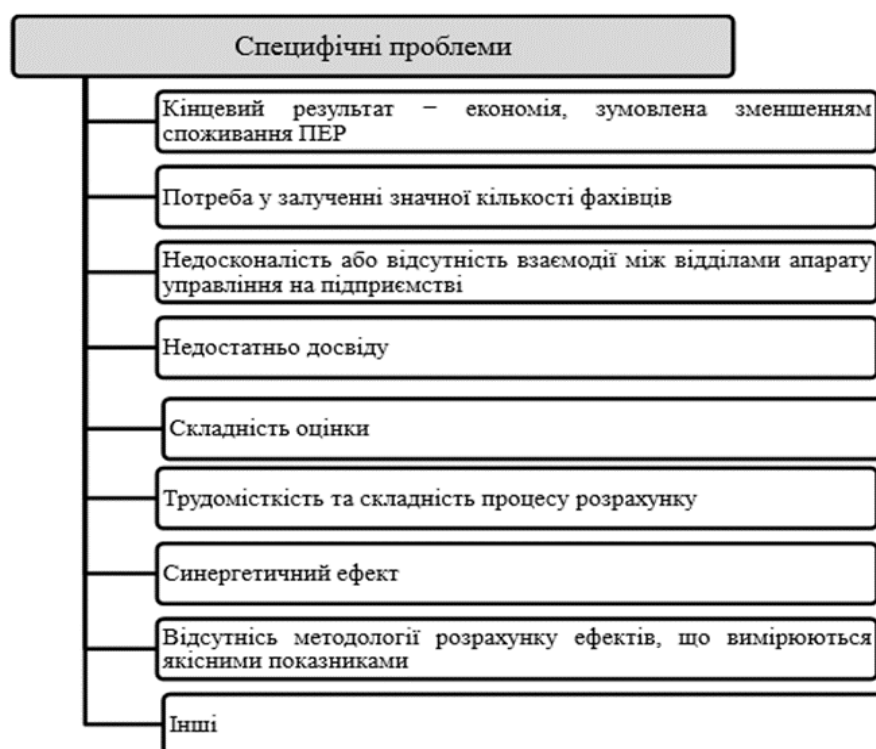 Специфічні проблеми
Кінцевий результат − економія, зумовлена зменшенням
споживання ПЕР
Потреба у залученні значної кількості фахівців
Недосконалість або відсутність взаємодії між відділами апарату
управління на підприємстві
Недостатньо досвіду
Складність оцінки
Трудомісткість та складність процесу розрахунку
Синергетичний ефект
Відсутнісь методології розрахунку ефектів, що вимірюються
якісними показниками
Інші